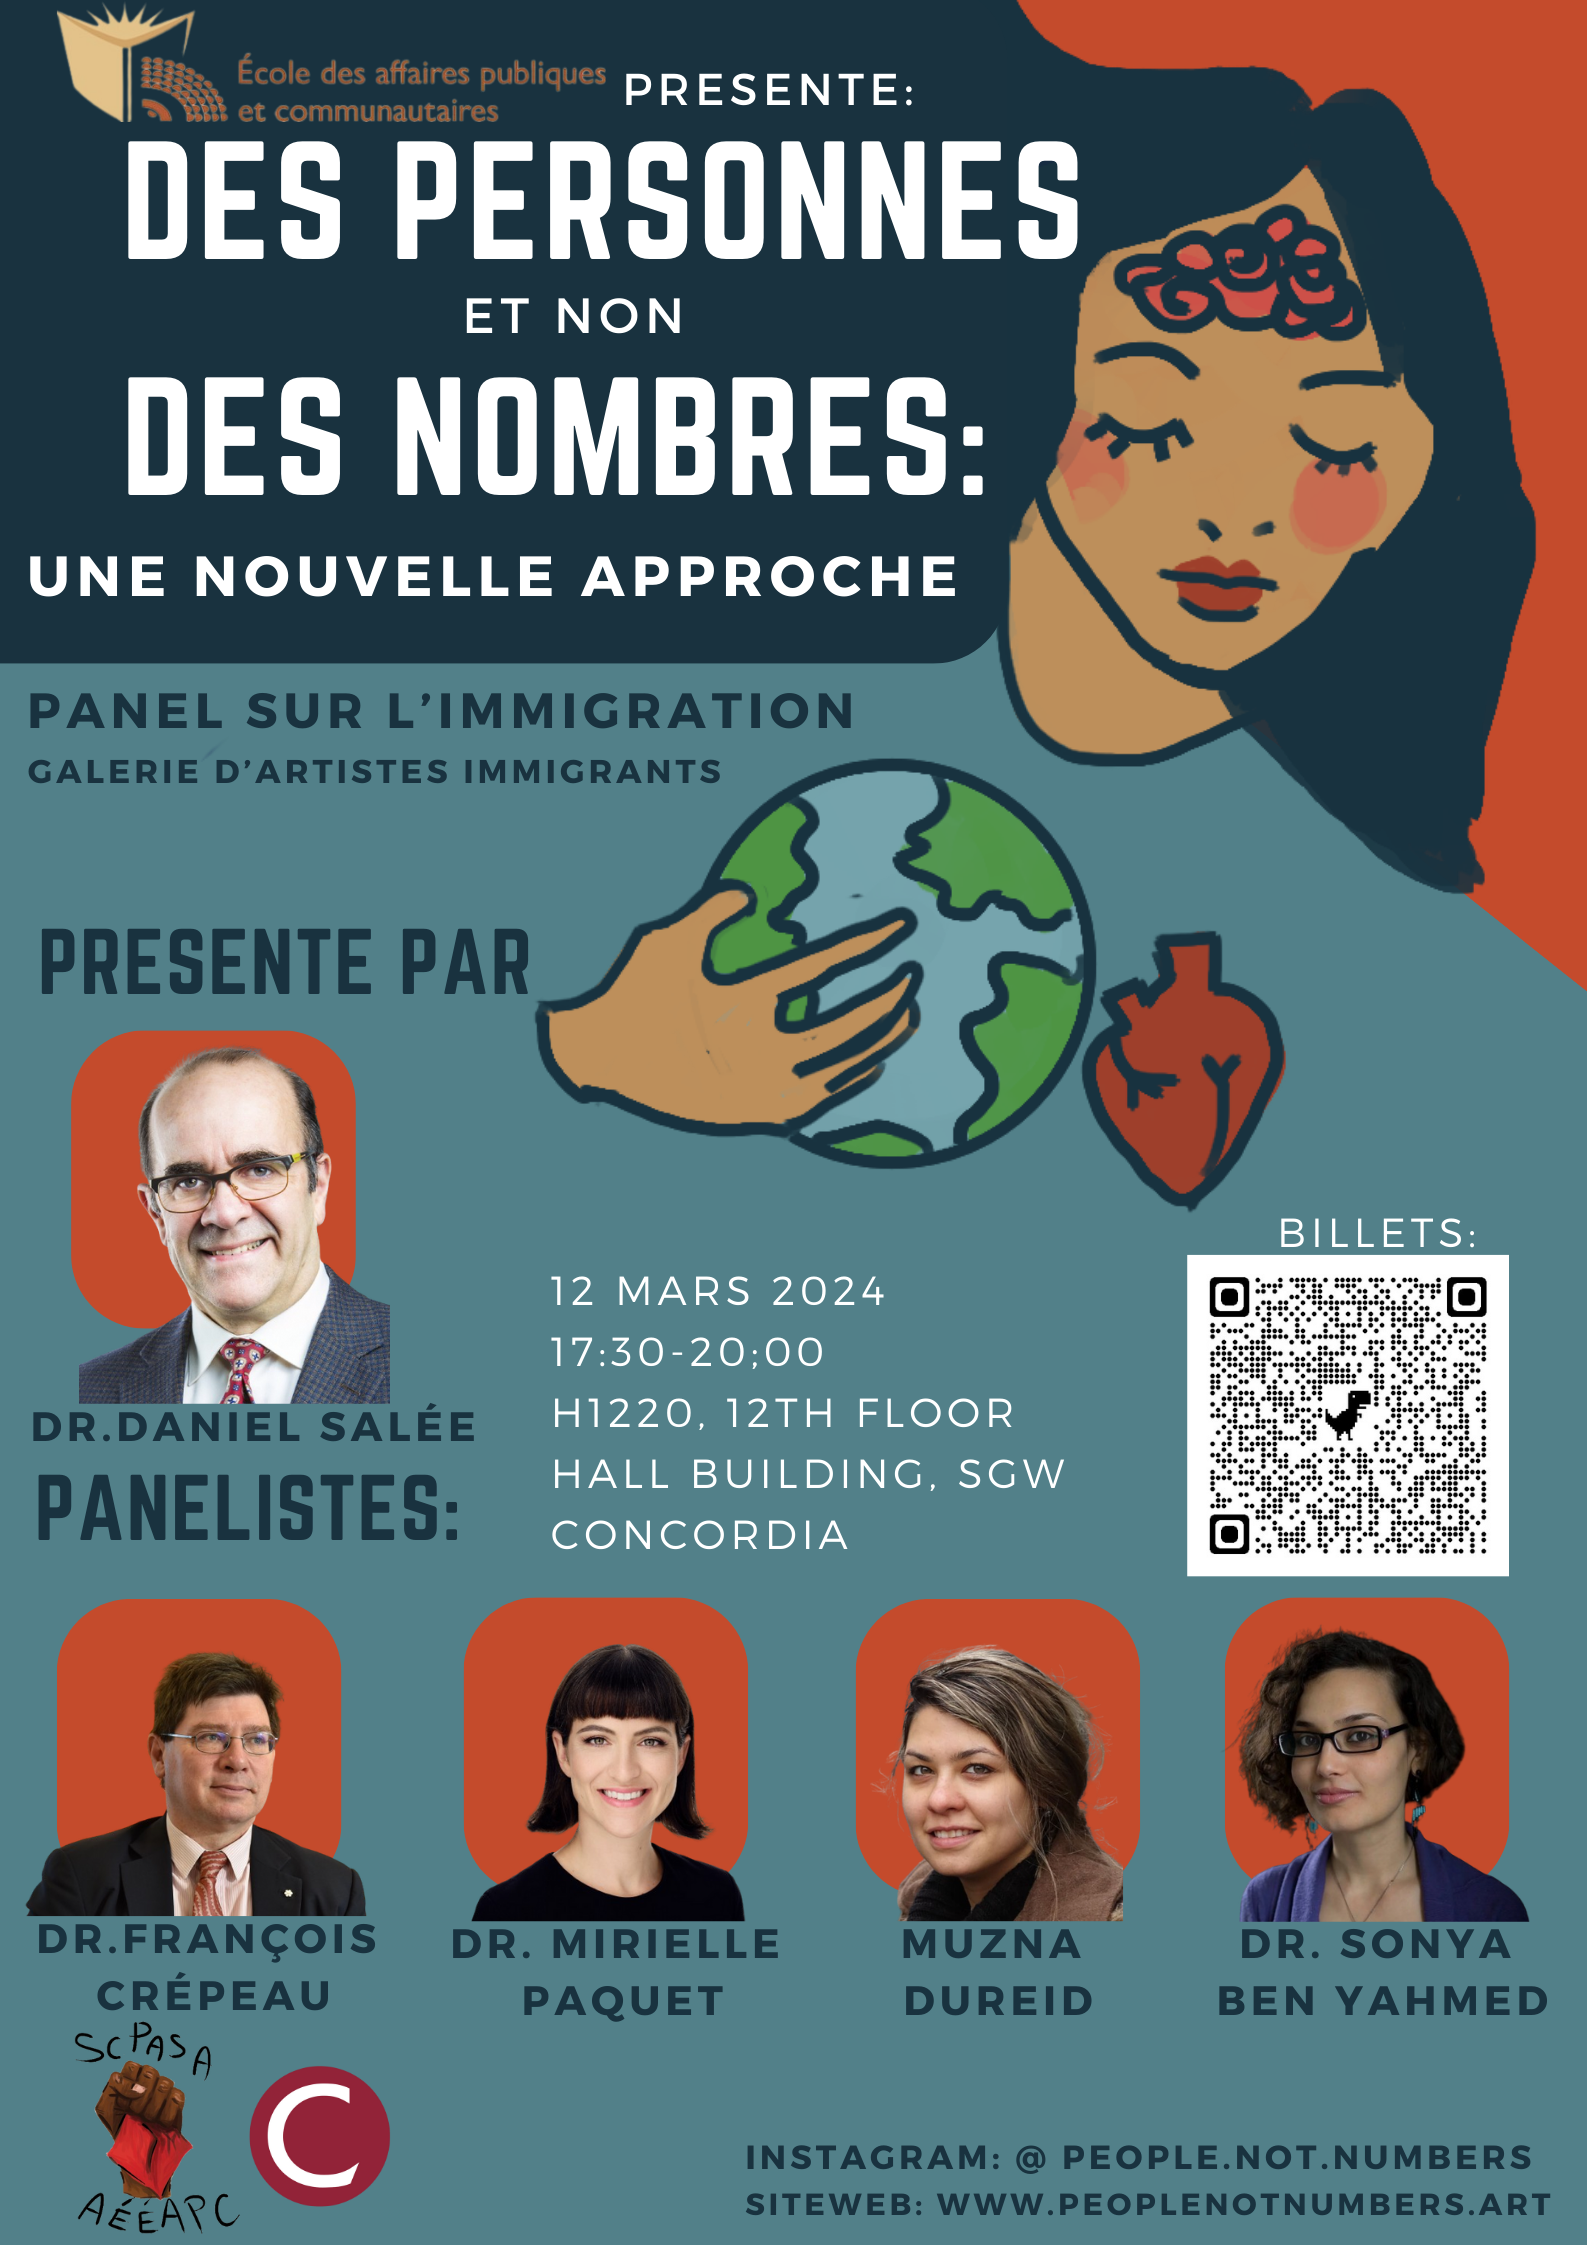 École des affaires publiques
et communautaires
PRESENTE:
DES PERSONNES
ET NON
DES NOMBRES:
UNE NOUVELLE APPROCHE
PANEL SUR L'IMMIGRATION
GALERIE D'ARTISTES IMMIGRANTS
PRESENTE PAR
DR.DANIEL SALÉE
BILLETS:
12 MARS 2024
17:30-20;00
H1220, 12TH FLOOR
HALL BUILDING, SGW
CONCORDIA
PANELISTES:
DR.FRANÇOIS
CRÉPEAU
DR. MIRIELLE
PAQUET
MUZNA
DUREID
DR. SONYA
BEN YAHMED
SCPASA
AÉÉAPC
C
INSTAGRAM: @ PEOPLE.NOT.NUMBERS
SITEWEB: WWW.PEOPLENOTNUMBERS.ART